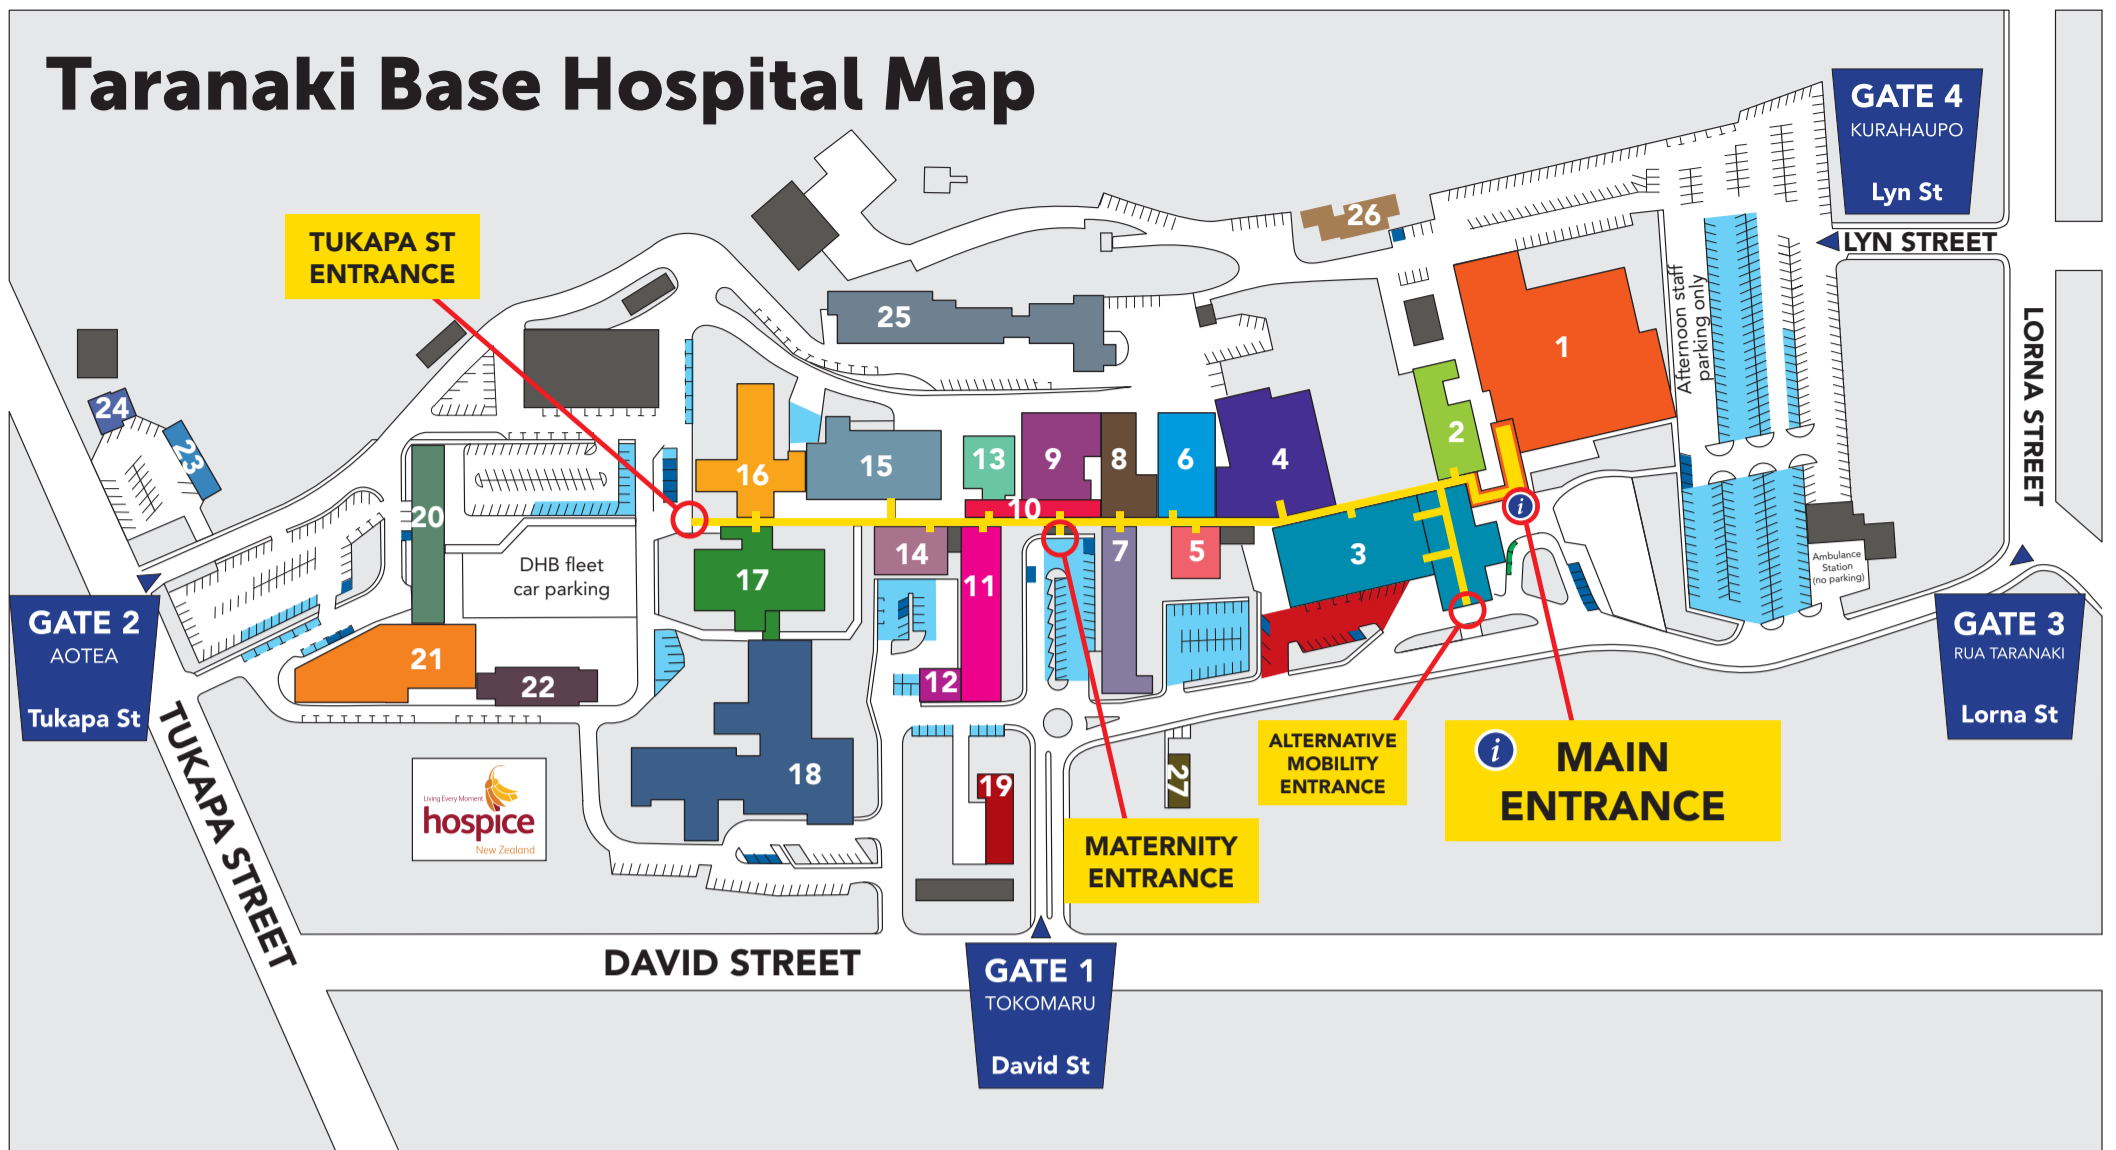 Taranaki Base Hospital Map
GATE 4
KURAHAUPO
Lyn St
TUKAPA ST
ENTRANCE
LYN STREET
LORNA STREET
Afternoon staff
parking only
26
25
1
24
23
2
16
15
13
9
8
6
4
10
20
DHB fleet
car parking
17
14
11
7
5
3
i
Ambulance
Station
(no parking)
GATE 2
AOTEA
Tukapa St
GATE 3
RUA TARANAKI
Lorna St
21
22
12
18
19
27
TUKAPA STREET
Living Every Moment
hospice
New Zealand
ALTERNATIVE
MOBILITY
ENTRANCE
i
MAIN
ENTRANCE
MATERNITY
ENTRANCE
DAVID STREET
GATE 1
TOKOMARU
David St